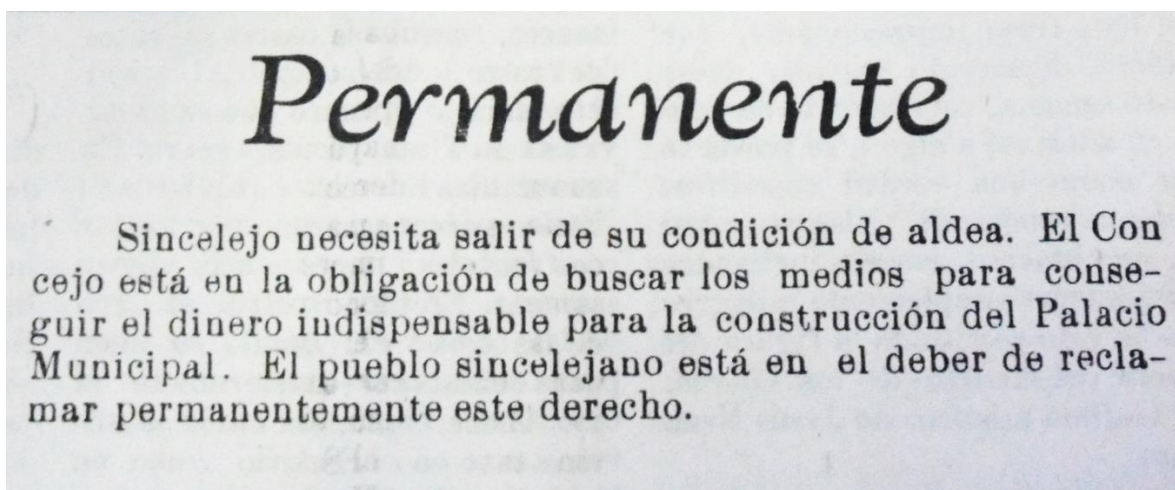 Permanente
Sincelejo necesita salir de su condición de aldea. El Con
cejo está en la obligación de buscar los medios para conse-
guir el dinero indispensable para la construcción del Palacio
Municipal. El pueblo sincelejano está en el deber de recla-
mar permanentemente este derecho.